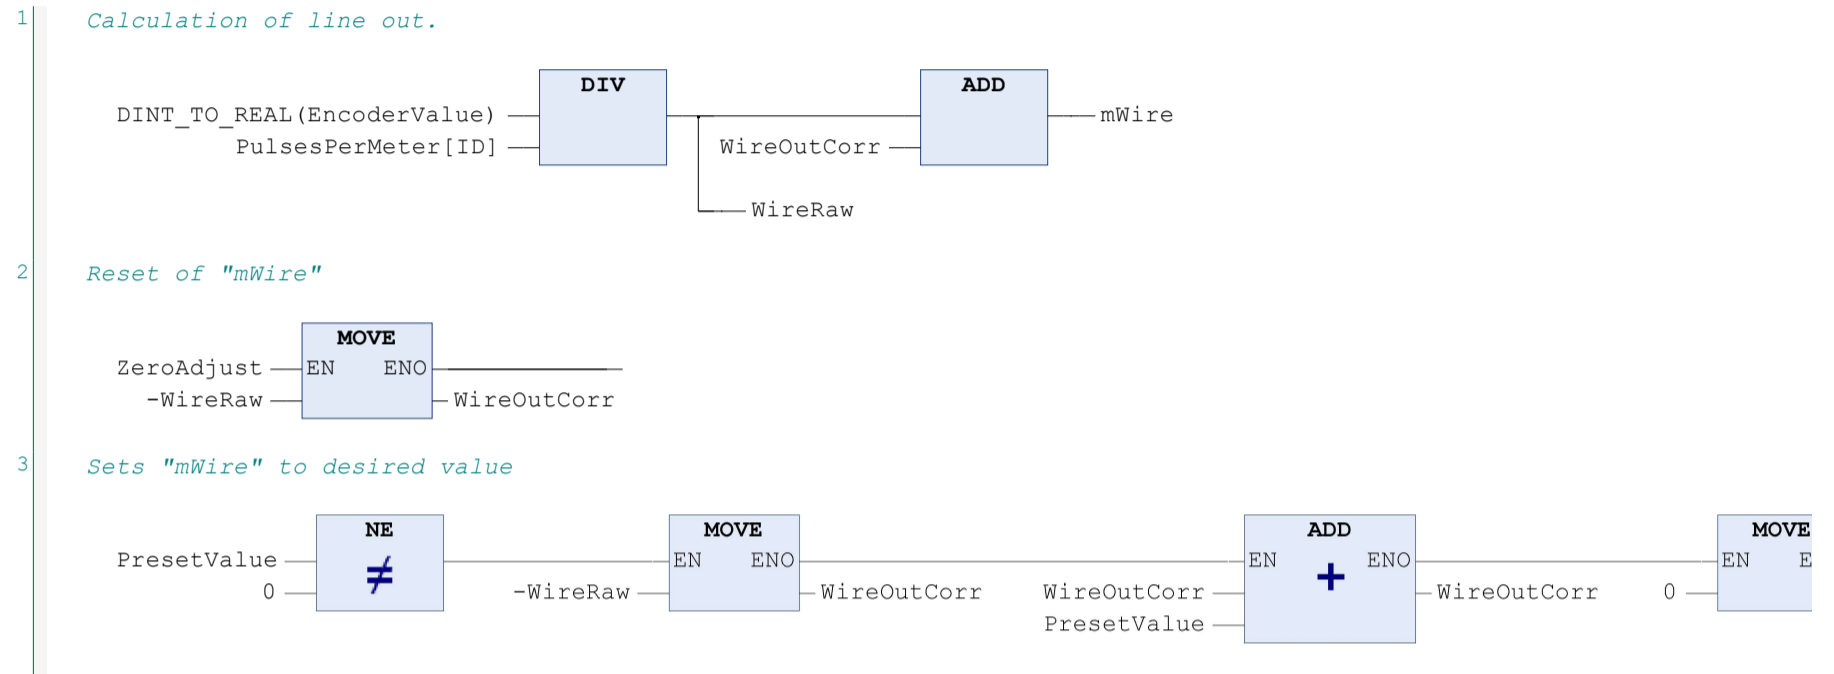 1 Calculation of line out.
DIV ADD
DINT_TO_REAL(EncoderValue) mWire
PulsesPerMeter[ID] WireOutCorr
WireRaw
2 Reset of "mWire"
MOVE
ZeroAdjust EN ENO
-WireRaw WireOutCorr
3 Sets "mWire" to desired value
NE MOVE ADD MOVE
PresetValue EN ENO EN ENO EN E
0 ≠ -WireRaw WireOutCorr WireOutCorr + WireOutCorr 0
PresetValue